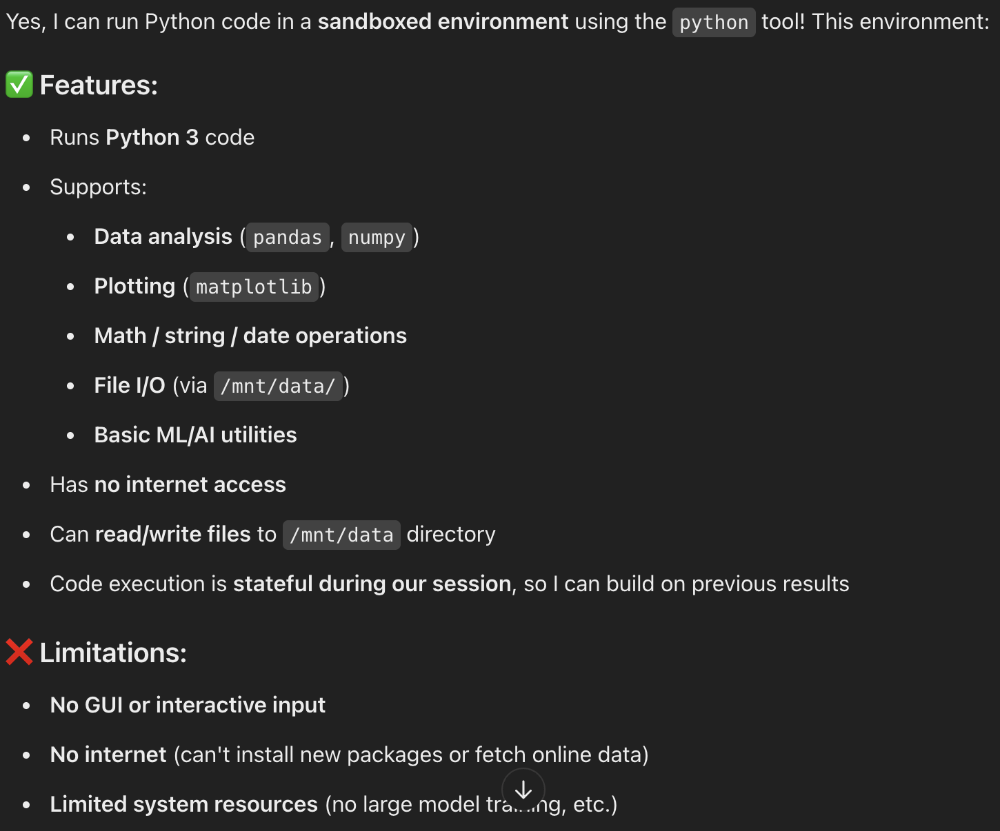 Yes, I can run Python code in a sandboxed environment using the python tool! This environment:
✅ Features:
• Runs Python 3 code
• Supports:
• Data analysis (pandas, numpy)
• Plotting (matplotlib)
• Math / string / date operations
• File I/O (via /mnt/data/)
• Basic ML/AI utilities
• Has no internet access
• Can read/write files to /mnt/data directory
• Code execution is stateful during our session, so I can build on previous results
❌ Limitations:
• No GUI or interactive input
• No internet (can't install new packages or fetch online data)
• Limited system resources (no large model training, etc.)